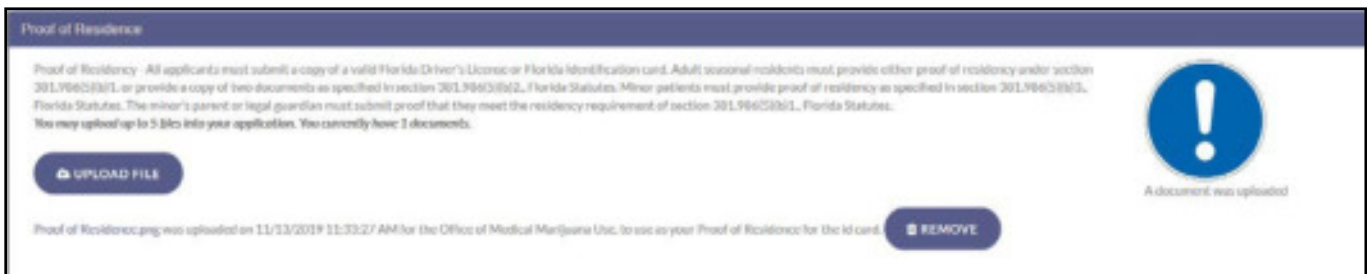 Proof of Residence
Proof of Residency - All applicants must submit a copy of a valid Florida Driver's License or Florida Identification card. Adult seasonal residents must provide either proof of residency under section
381.986(5)(b)1. or provide a copy of two documents as specified in section 381.986(5)(b)2., Florida Statutes. Minor patients must provide proof of residency as specified in section 381.986(5)(b)3.,
Florida Statutes. The minor's parent or legal guardian must submit proof that they meet the residency requirement of section 381.986(5)(b)1., Florida Statutes.
You may upload up to 5 files into your application. You currently have 1 documents.
UPLOAD FILE
A document was uploaded
Proof of Residence.png was uploaded on 11/13/2019 11:33:27 AM for the Office of Medical Marijuana Use, to use as your Proof of Residence for the id card.
REMOVE